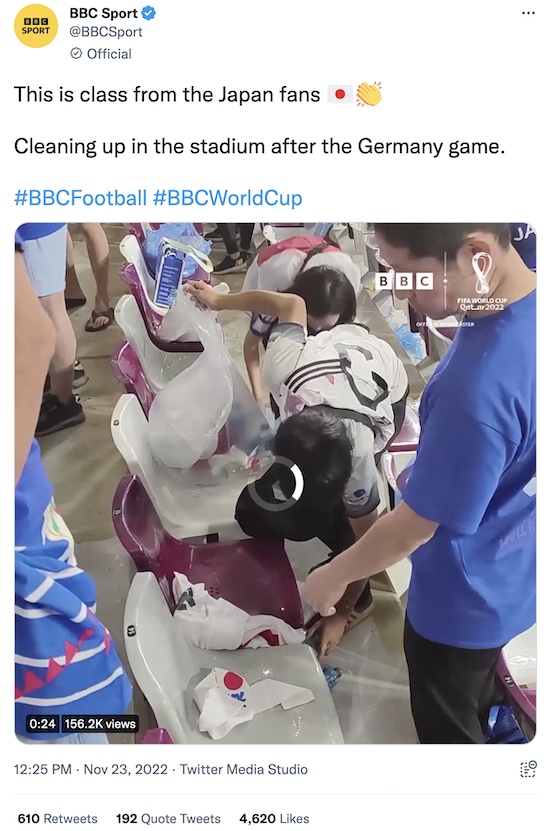 BBC
SPORT
BBC Sport
@BBCSport
Official
This is class from the Japan fans 🇯🇵👏
Cleaning up in the stadium after the Germany game.
#BBCFootball #BBCWorldCup
JA
BBC
FIFA WORLD CUP
Qatar2022
OFFICIAL BROADCASTER
0:24 156.2K views
12:25 PM · Nov 23, 2022 · Twitter Media Studio
610 Retweets 192 Quote Tweets 4,620 Likes